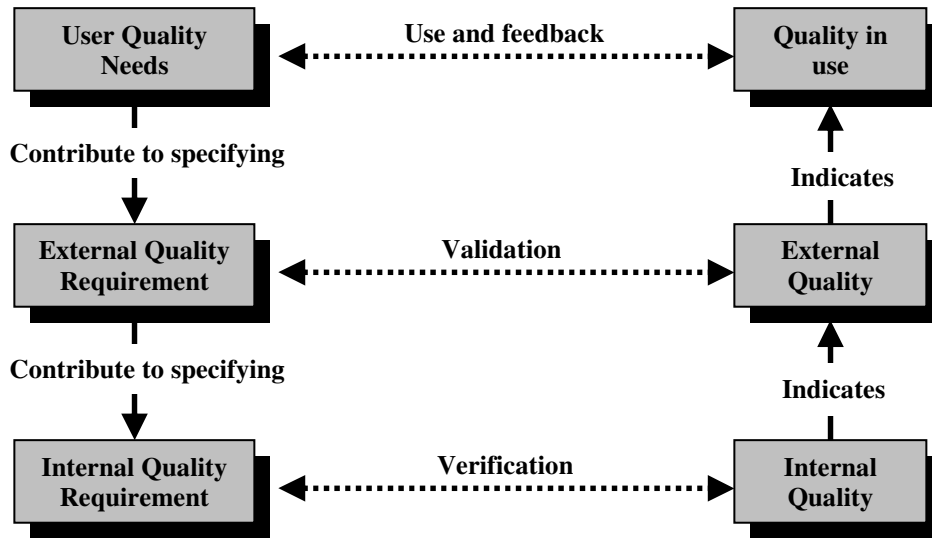 User Quality
Needs
Use and feedback
Quality in
use
Contribute to specifying
Indicates
External Quality
Requirement
Validation
External
Quality
Contribute to specifying
Indicates
Internal Quality
Requirement
Verification
Internal
Quality